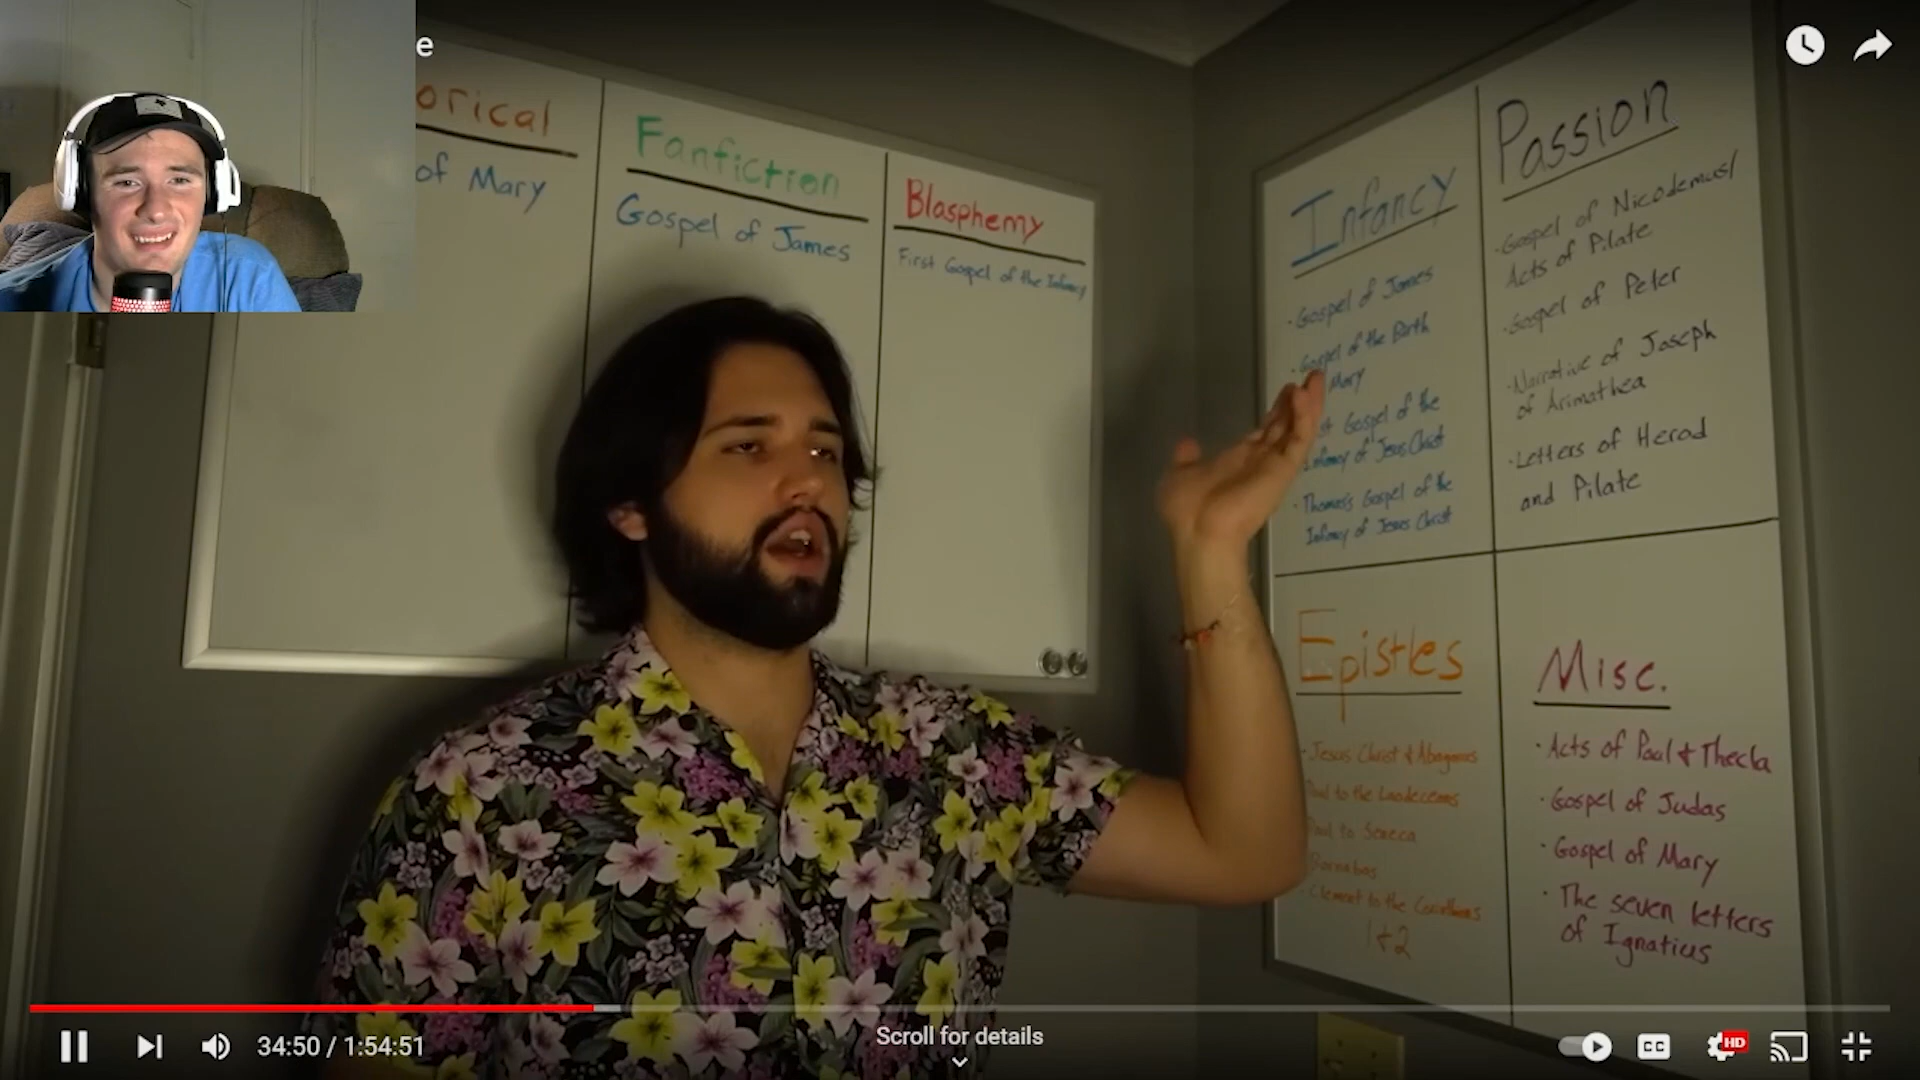 e
orical
of Mary
Fanfiction
Gospel of James
Blasphemy
First Gospel of the Infancy
Infancy
· Gospel of James
· Gospel of the Birth
Mary
st Gospel of the
Infancy of Jesus Christ
· Thomas's Gospel of the
Infancy of Jesus Christ
Passion
· Gospel of Nicodemus/
Acts of Pilate
· Gospel of Peter
· Narrative of Joseph
of Arimathea
· Letters of Herod
and Pilate
Epistles
· Jesus Christ & Abagarus
Paul to the Laodeceans
Paul to Seneca
Barnabas
· Clement to the Corinthians
1 & 2
Misc.
· Acts of Paul & Thecla
· Gospel of Judas
· Gospel of Mary
· The seven letters
of Ignatius
34:50 / 1:54:51
Scroll for details
CC
HD